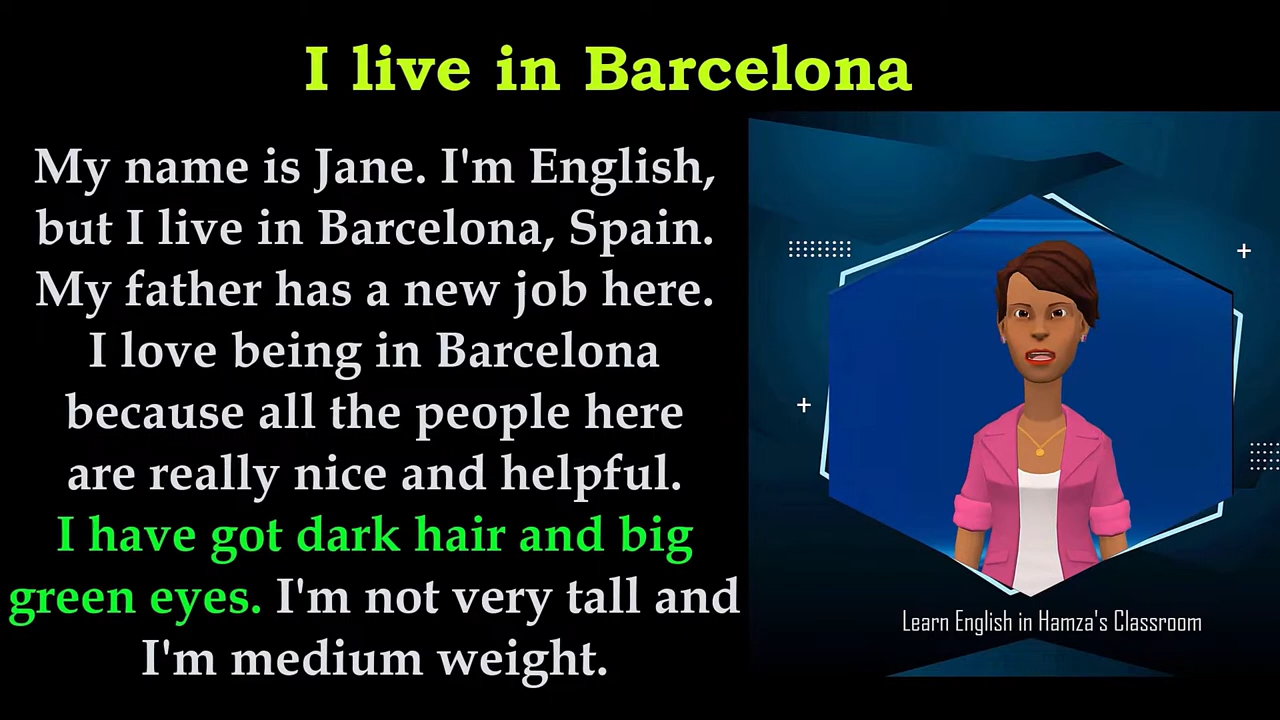 I live in Barcelona
My name is Jane. I'm English,
but I live in Barcelona, Spain.
My father has a new job here.
I love being in Barcelona
because all the people here
are really nice and helpful.
I have got dark hair and big
green eyes. I'm not very tall and
I'm medium weight.
Learn English in Hamza's Classroom